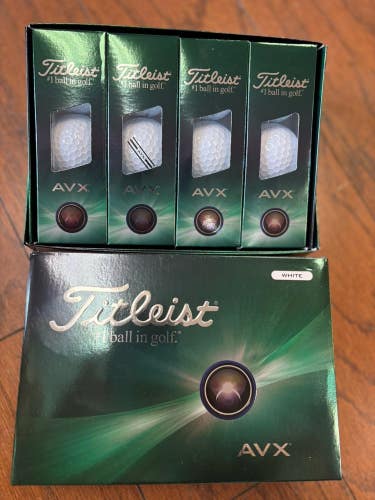 Titleist Titleist Titleist Titleist
#1 ball in golf. #1 ball in golf. #1 ball in golf. #1 ball in golf.
AVX AVX AVX AVX
WHITE
Titleist®
#1 ball in golf.®
AVX